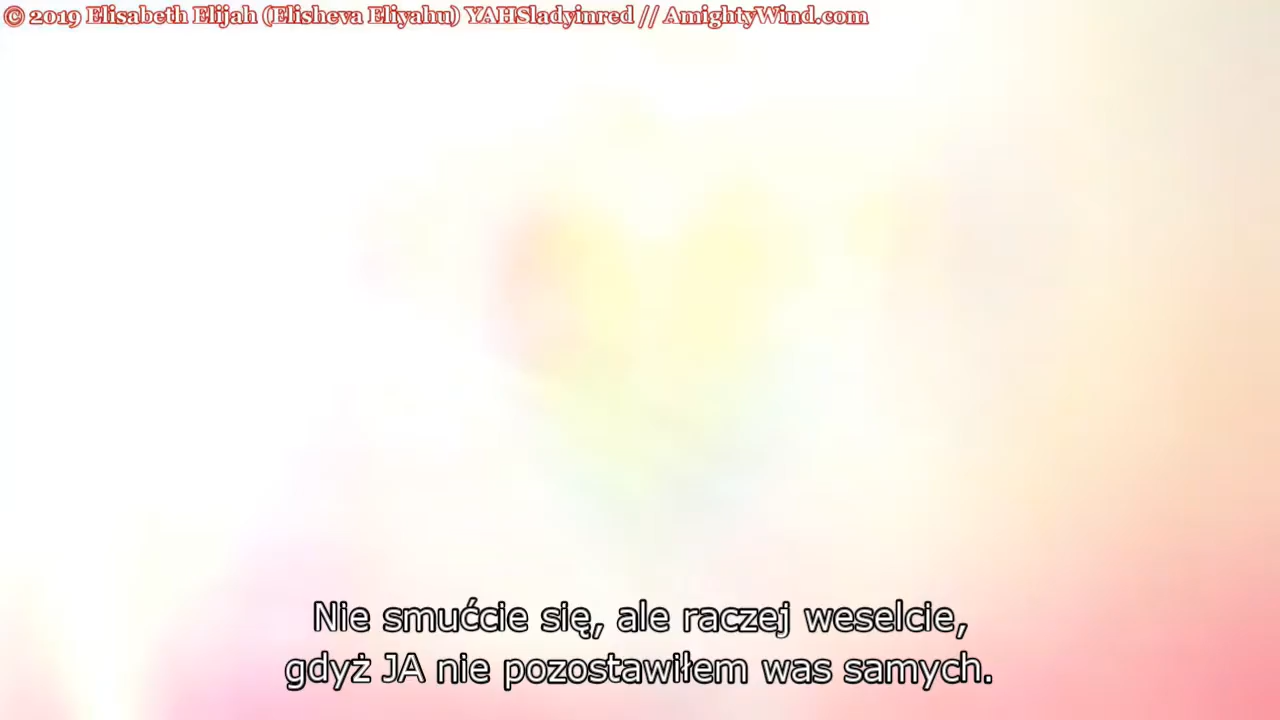 © 2019 Elisabeth Elijah (Elisheva Eliyahu) YAHSladyinred // AmightyWind.com
Nie smućcie się, ale raczej weselcie,
gdyż JA nie pozostawiłem was samych.